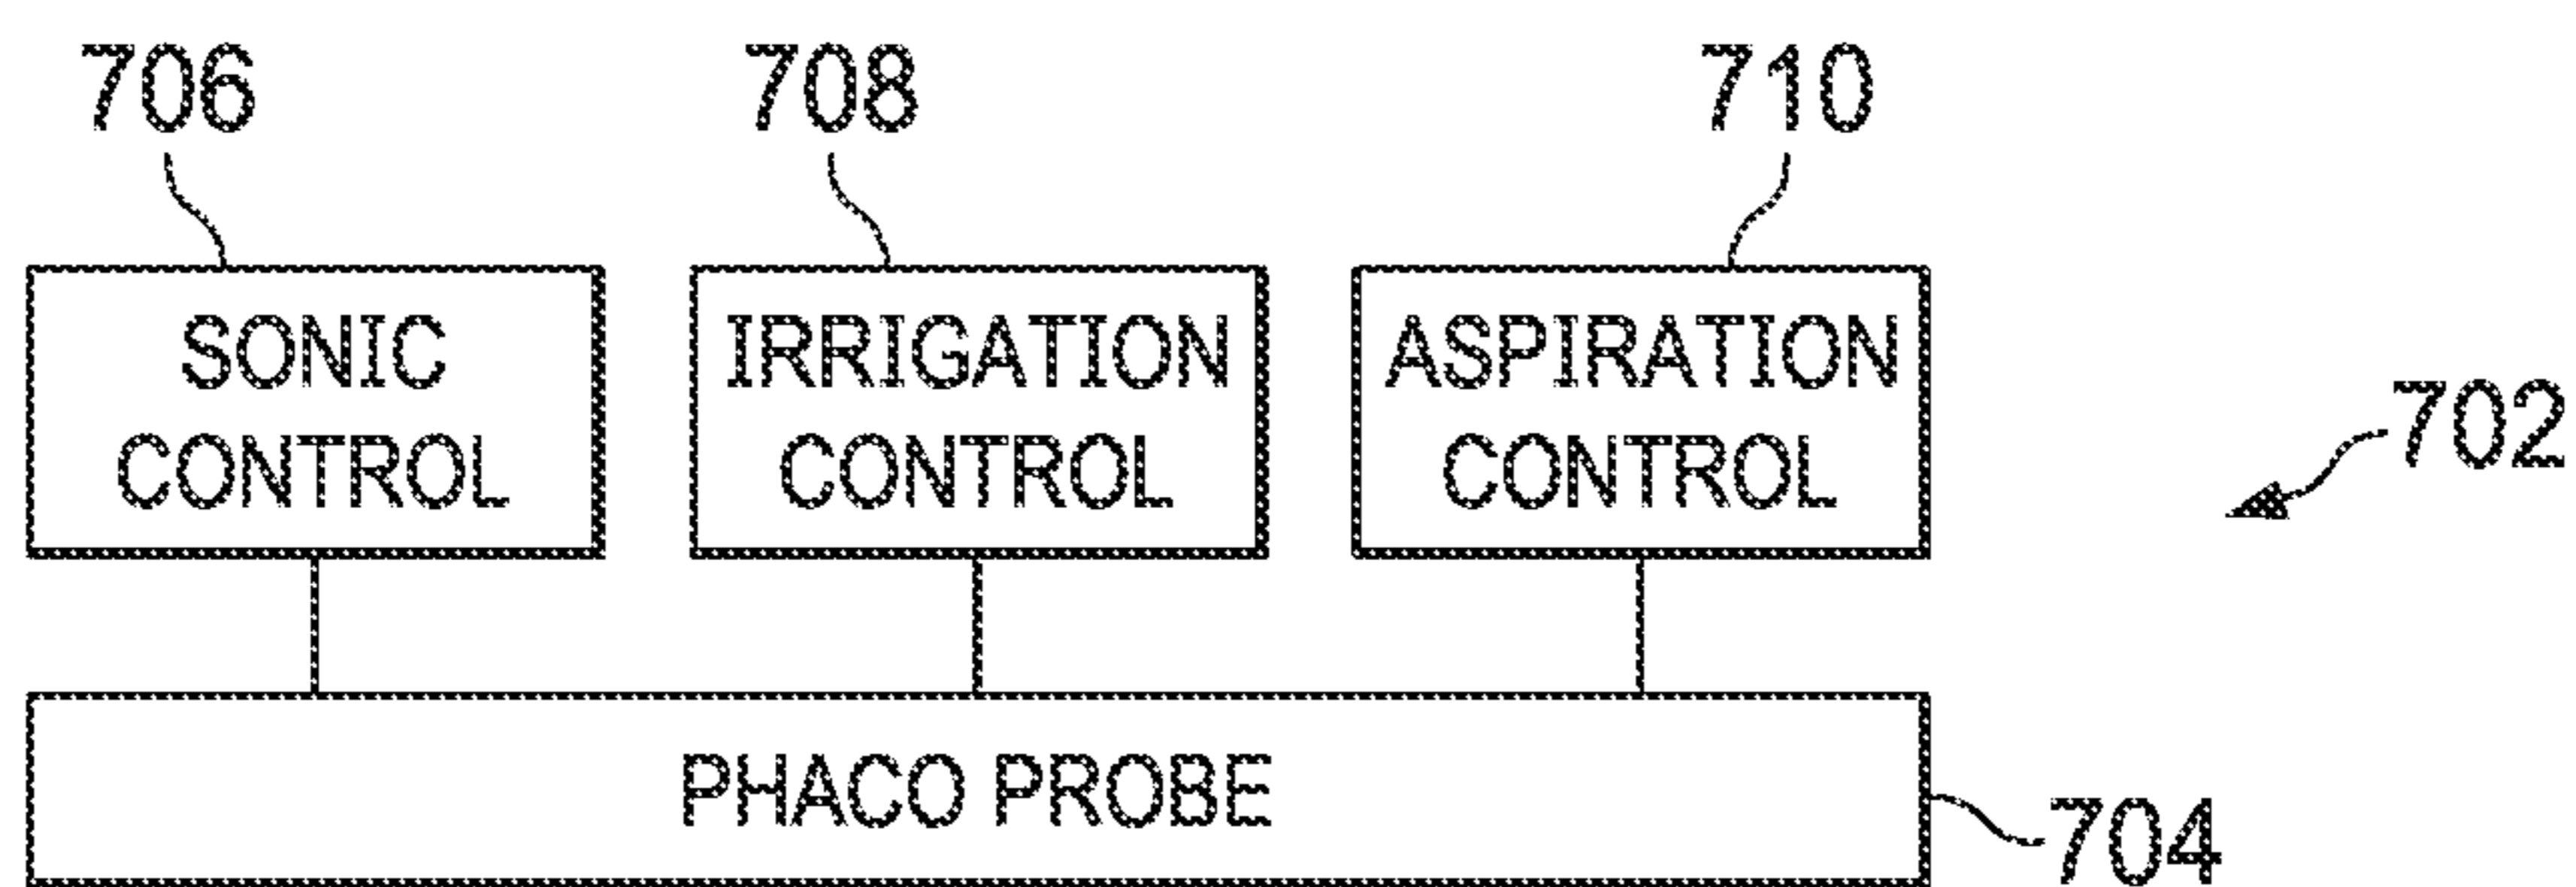 706 708 710
SONIC CONTROL
IRRIGATION CONTROL
ASPIRATION CONTROL
702
PHACO PROBE
704